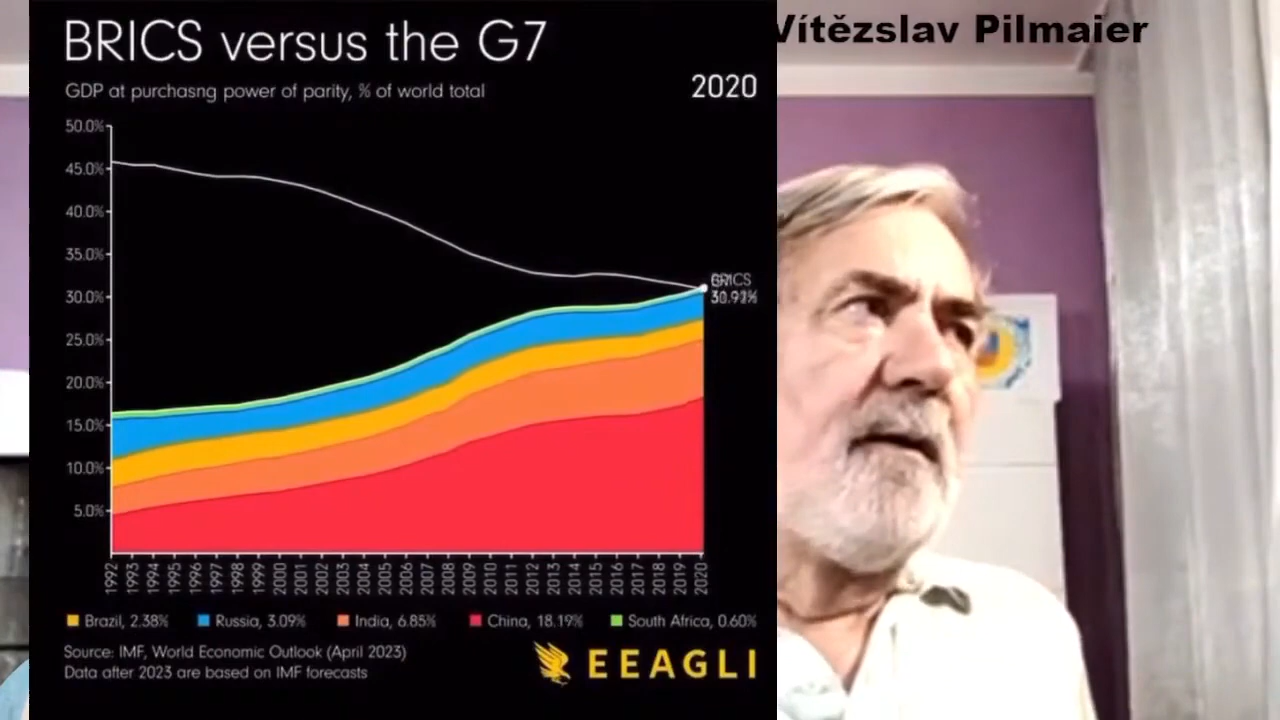 BRICS versus the G7
Vítězslav Pilmaier
GDP at purchasng power of parity, % of world total
2020
50.0%
45.0%
40.0%
35.0%
30.0%
25.0%
20.0%
15.0%
10.0%
5.0%
BRICS
1992 1993 1994 1995 1996 1997 1998 1999 2000 2001 2002 2003 2004 2005 2006 2007 2008 2009 2010 2011 2012 2013 2014 2015 2016 2017 2018 2019 2020
Brazil, 2.38% Russia, 3.09% India, 6.85% China, 18.19% South Africa, 0.60%
Source: IMF, World Economic Outlook (April 2023)
Data after 2023 are based on IMF forecasts
EEAGLI